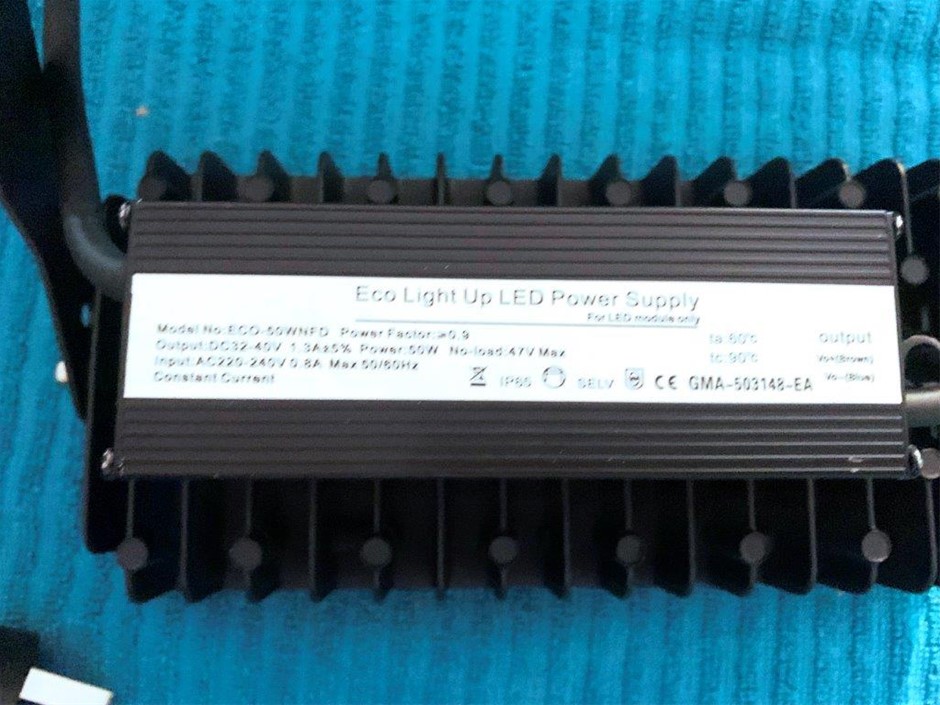 Eco Light Up LED Power Supply
For LED module only
Model No:ECO-50WNFD Power Factor:≥0.9
Output:DC32-40V 1.3A±5% Power:50W No-load:47V Max
Input:AC220-240V 0.8A Max 50/60Hz
Constant Current
IP65 SELV CE GMA-503148-EA
ta:60℃
tc:90℃
output
Vo+(Brown)
Vo-(Blue)